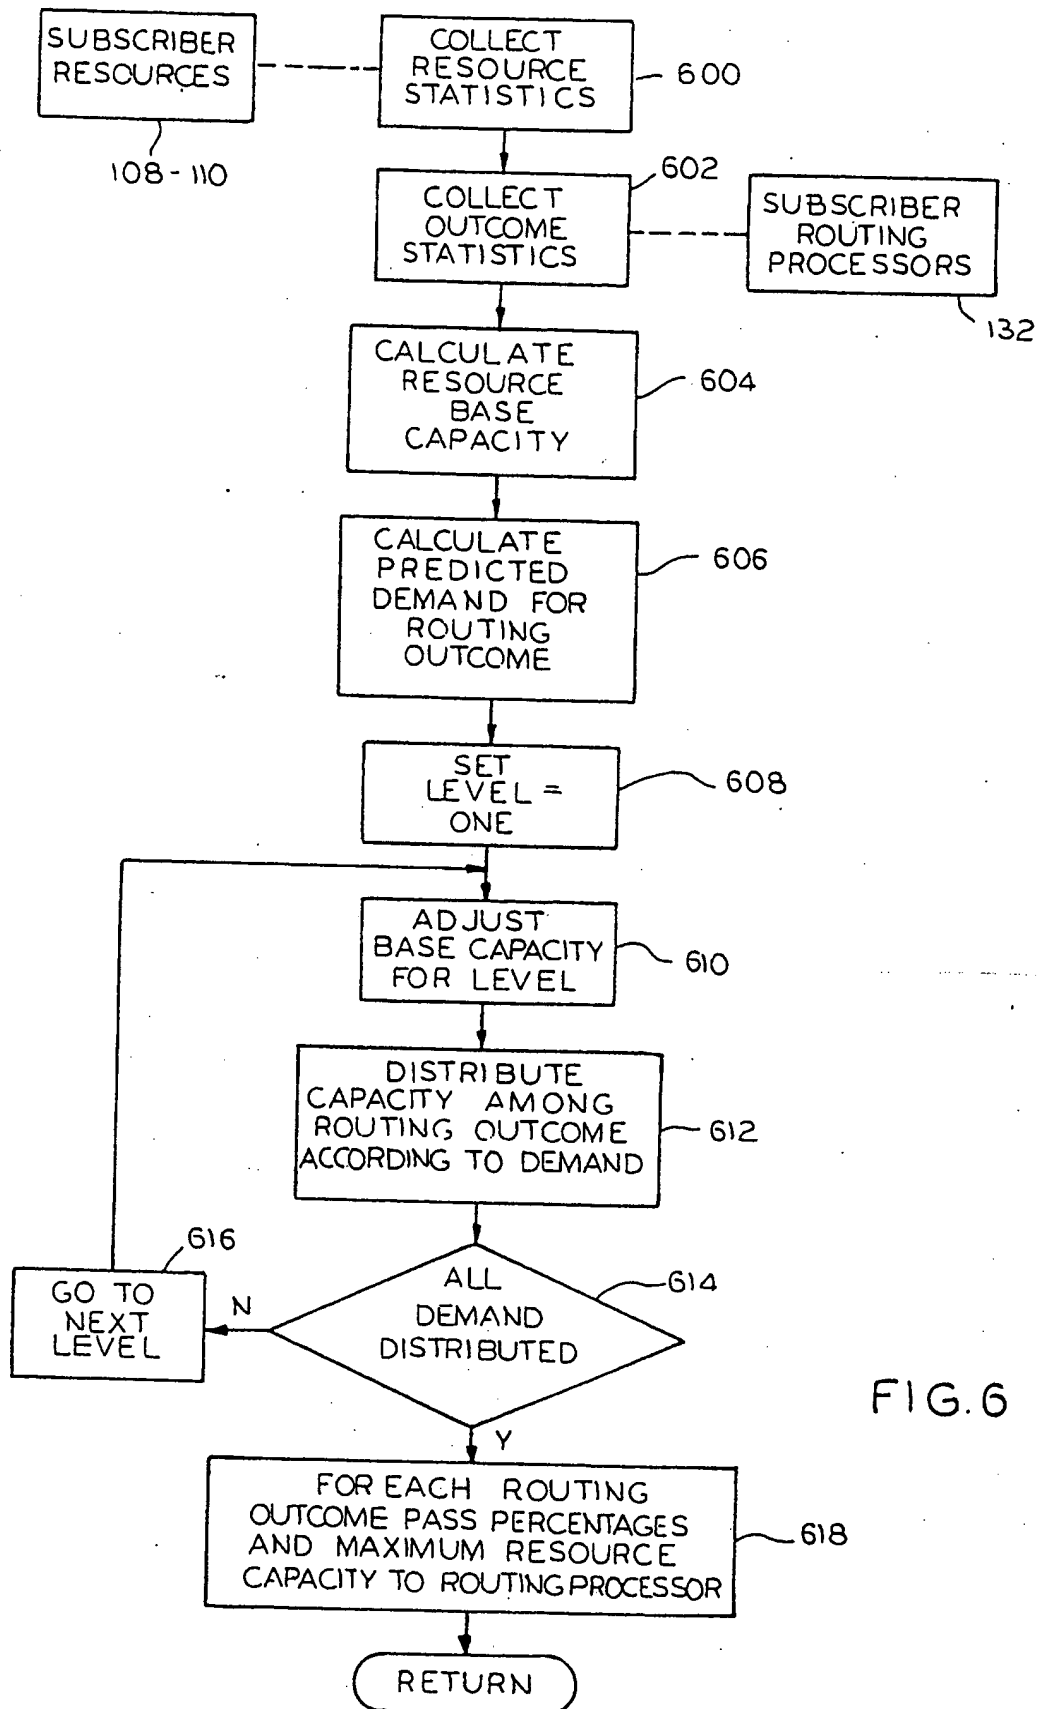 SUBSCRIBER
RESOURCES
108-110
COLLECT
RESOURCE
STATISTICS
600
COLLECT
OUTCOME
STATISTICS
602
SUBSCRIBER
ROUTING
PROCESSORS
132
CALCULATE
RESOURCE
BASE
CAPACITY
604
CALCULATE
PREDICTED
DEMAND FOR
ROUTING
OUTCOME
606
SET
LEVEL =
ONE
608
ADJUST
BASE CAPACITY
FOR LEVEL
610
DISTRIBUTE
CAPACITY AMONG
ROUTING OUTCOME
ACCORDING TO DEMAND
612
616
GO TO
NEXT
LEVEL
N
ALL
DEMAND
DISTRIBUTED
614
Y
FIG.6
FOR EACH ROUTING
OUTCOME PASS PERCENTAGES
AND MAXIMUM RESOURCE
CAPACITY TO ROUTING PROCESSOR
618
RETURN